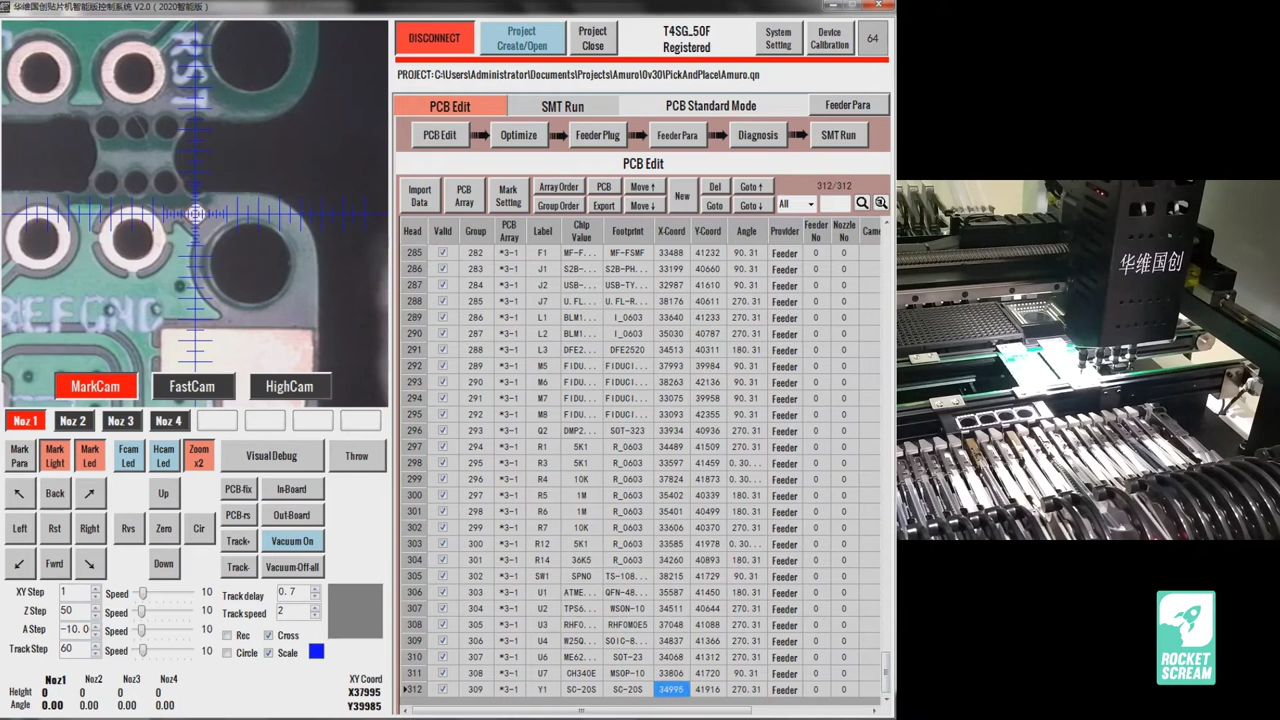 华维国创贴片机智能版控制系统 V2.0（2020智能版）
DISCONNECT
Project Create/Open
Project Close
T4SG_50F Registered
System Setting
Device Calibration
64
PROJECT: C:\Users\Administrator\Documents\Projects\Amuro\0v30\PickAndPlace\Amuro.qn
PCB Edit SMT Run PCB Standard Mode Feeder Para
PCB Edit Optimize Feeder Plug Feeder Para Diagnosis SMT Run
PCB Edit
Import Data
PCB Array
Mark Setting
Array Order PCB Move↑ New Del Goto↑ 312/312
Group Order Export Move↓ Goto Goto↓ All
Head Valid Group PCB Array Label Chip Value Footprint X-Coord Y-Coord Angle Provider Feeder No Nozzle No Came
285 282 *3-1 F1 MF-F... MF-FSMF 33488 41232 90.31 Feeder 0 0
286 283 *3-1 J1 S2B-... S2B-PH... 33199 40660 90.31 Feeder 0 0
287 284 *3-1 J2 USB-... USB-TY... 32987 41610 90.31 Feeder 0 0
288 285 *3-1 J7 U.FL-... U.FL-R... 38176 40611 270.31 Feeder 0 0
289 286 *3-1 L1 BLM1... I_0603 33640 41233 270.31 Feeder 0 0
290 287 *3-1 L2 BLM1... I_0603 35030 40787 270.31 Feeder 0 0
291 288 *3-1 L3 DFE2... DFE2520 34513 40311 180.31 Feeder 0 0
292 289 *3-1 M5 FIDU... FIDUCI... 37993 39984 270.31 Feeder 0 0
293 290 *3-1 M6 FIDU... FIDUCI... 38263 42136 270.31 Feeder 0 0
294 291 *3-1 M7 FIDU... FIDUCI... 33075 39958 270.31 Feeder 0 0
295 292 *3-1 M8 FIDU... FIDUCI... 33093 42355 270.31 Feeder 0 0
296 293 *3-1 Q2 DMP2... SOT-323 33934 40936 270.31 Feeder 0 0
297 294 *3-1 R1 5K1 R_0603 34489 41509 270.31 Feeder 0 0
298 295 *3-1 R3 5K1 R_0603 33597 41459 0.30... Feeder 0 0
299 296 *3-1 R4 10K R_0603 37824 41873 270.31 Feeder 0 0
300 297 *3-1 R5 1M R_0603 35402 40339 180.31 Feeder 0 0
301 298 *3-1 R6 1M R_0603 35401 40499 180.31 Feeder 0 0
302 299 *3-1 R7 10K R_0603 33606 40370 270.31 Feeder 0 0
303 300 *3-1 R12 5K1 R_0603 33585 41978 0.30... Feeder 0 0
304 301 *3-1 R14 36K5 R_0603 34260 40893 180.31 Feeder 0 0
305 302 *3-1 SW1 SPNO TS-108... 38215 41729 90.31 Feeder 0 0
306 303 *3-1 U1 ATME... QFN-48... 35587 41450 180.31 Feeder 0 0
307 304 *3-1 U2 TPS6... WSON-10 34511 40644 270.31 Feeder 0 0
308 305 *3-1 U3 RHF0... RHF0M0E5 37048 41088 270.31 Feeder 0 0
309 306 *3-1 U4 W25Q... SOIC-8... 34837 41366 270.31 Feeder 0 0
310 307 *3-1 U6 ME62... SOT-23 34068 41312 270.31 Feeder 0 0
311 308 *3-1 U7 CH340E MSOP-10 33806 41720 180.31 Feeder 0 0
312 309 *3-1 Y1 SC-20S SC-20S 34995 41916 270.31 Feeder 0 0
MarkCam FastCam HighCam
Noz 1 Noz 2 Noz 3 Noz 4
Mark Para
Mark Light
Mark Led
Fcam Led
Hcam Led
Zoom x2
Visual Debug Throw
Back Up PCB-fix In-Board
Left Rst Right Rvs Zero Cir PCB-rs Out-Board
Track+ Vacuum On
Fwrd Down Track- Vacuum-Off-all
XY Step 1 Speed 10 Track delay 0.7
Z Step 50 Speed 10 Track speed 2
A Step -10.0 Speed 10 Rec Cross
Track Step 60 Speed 10 Circle Scale
Noz1 Noz2 Noz3 Noz4 XY Coord
Height 0 0.00 0.00 0.00 X37995
Angle 0.00 0.00 0.00 0.00 Y39985
华维国创
ROCKET
SCREAM